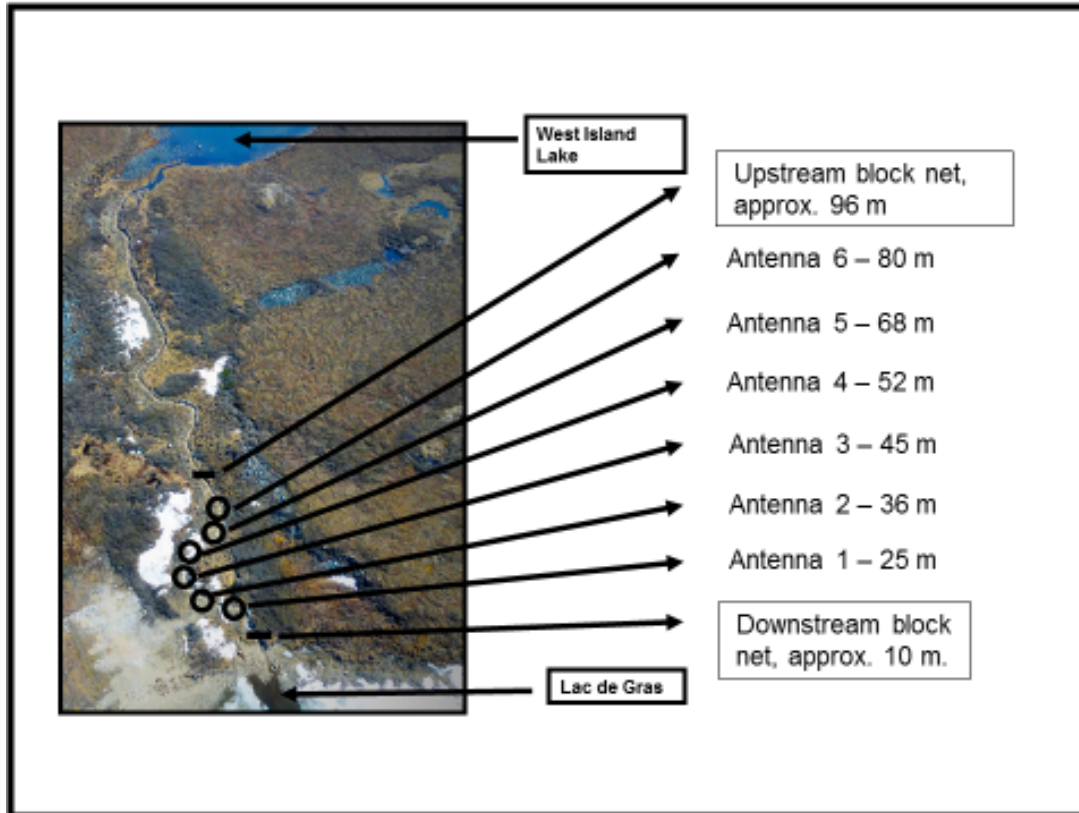 West Island
Lake
Upstream block net,
approx. 96 m
Antenna 6 – 80 m
Antenna 5 – 68 m
Antenna 4 – 52 m
Antenna 3 – 45 m
Antenna 2 – 36 m
Antenna 1 – 25 m
Downstream block
net, approx. 10 m.
Lac de Gras